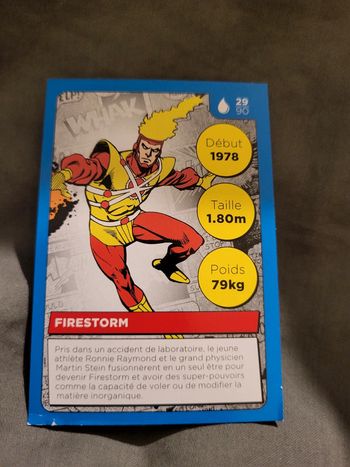 WHAK
29
90
Début
1978
Taille
1.80m
Poids
79kg
FIRESTORM
Pris dans un accident de laboratoire, le jeune
athlète Ronnie Raymond et le grand physicien
Martin Stein fusionnèrent en un seul être pour
devenir Firestorm et avoir des super-pouvoirs
comme la capacité de voler ou de modifier la
matière inorganique.